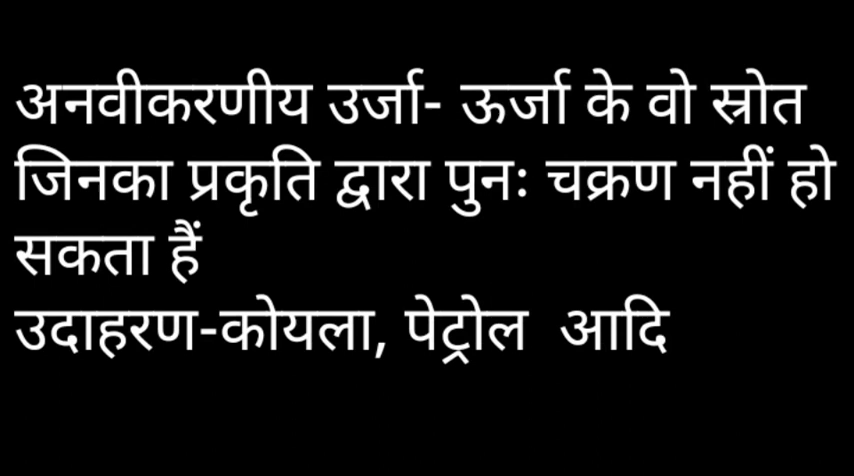 अनवीकरणीय उर्जा- ऊर्जा के वो स्रोत
जिनका प्रकृति द्वारा पुनः चक्रण नहीं हो
सकता हैं
उदाहरण-कोयला, पेट्रोल  आदि